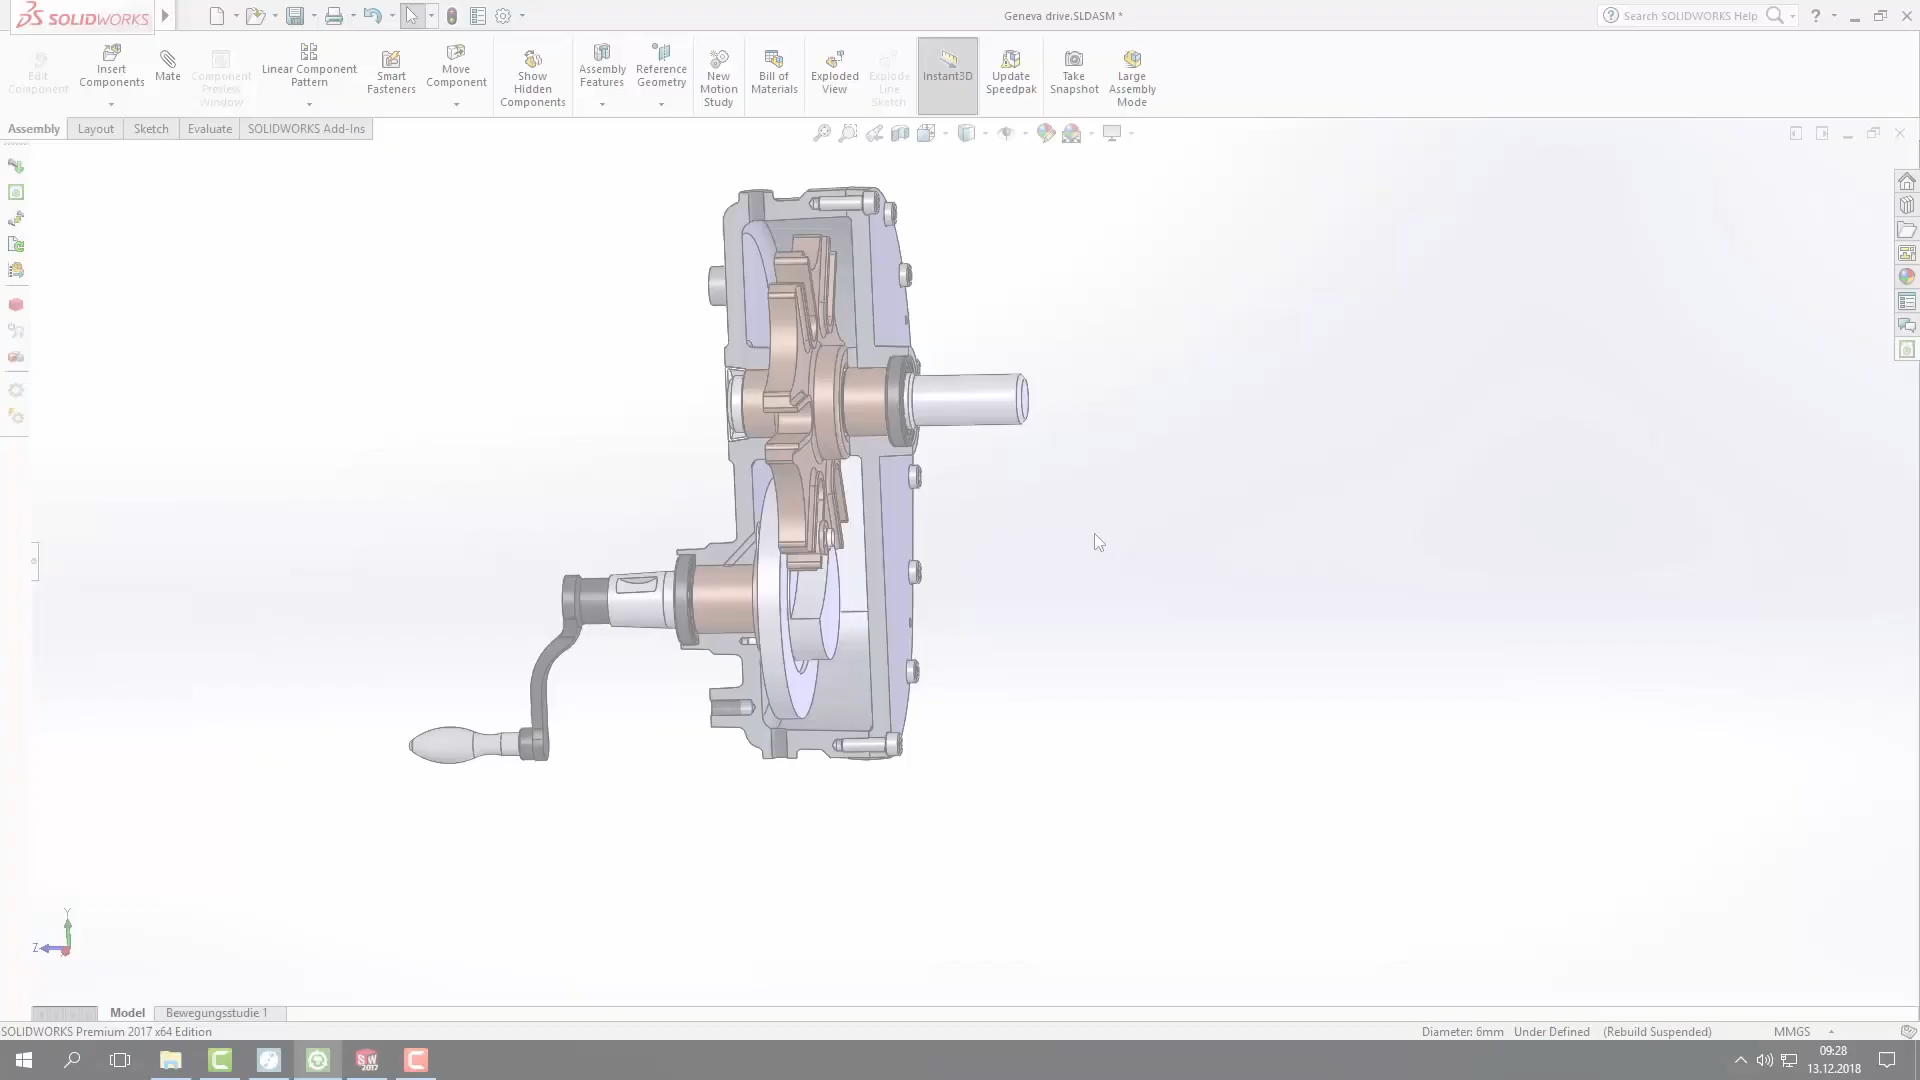 SOLIDWORKS
Geneva drive.SLDASM *
Search SOLIDWORKS Help
Edit Component
Insert Components
Mate
Component Preview Window
Linear Component Pattern
Smart Fasteners
Move Component
Show Hidden Components
Assembly Features
Reference Geometry
New Motion Study
Bill of Materials
Exploded View
Explode Line Sketch
Instant3D
Update Speedpak
Take Snapshot
Large Assembly Mode
Assembly
Layout
Sketch
Evaluate
SOLIDWORKS Add-Ins
Y
Z
Model
Bewegungsstudie 1
SOLIDWORKS Premium 2017 x64 Edition
Diameter: 6mm
Under Defined
(Rebuild Suspended)
MMGS
SW
2017
09:28
13.12.2018